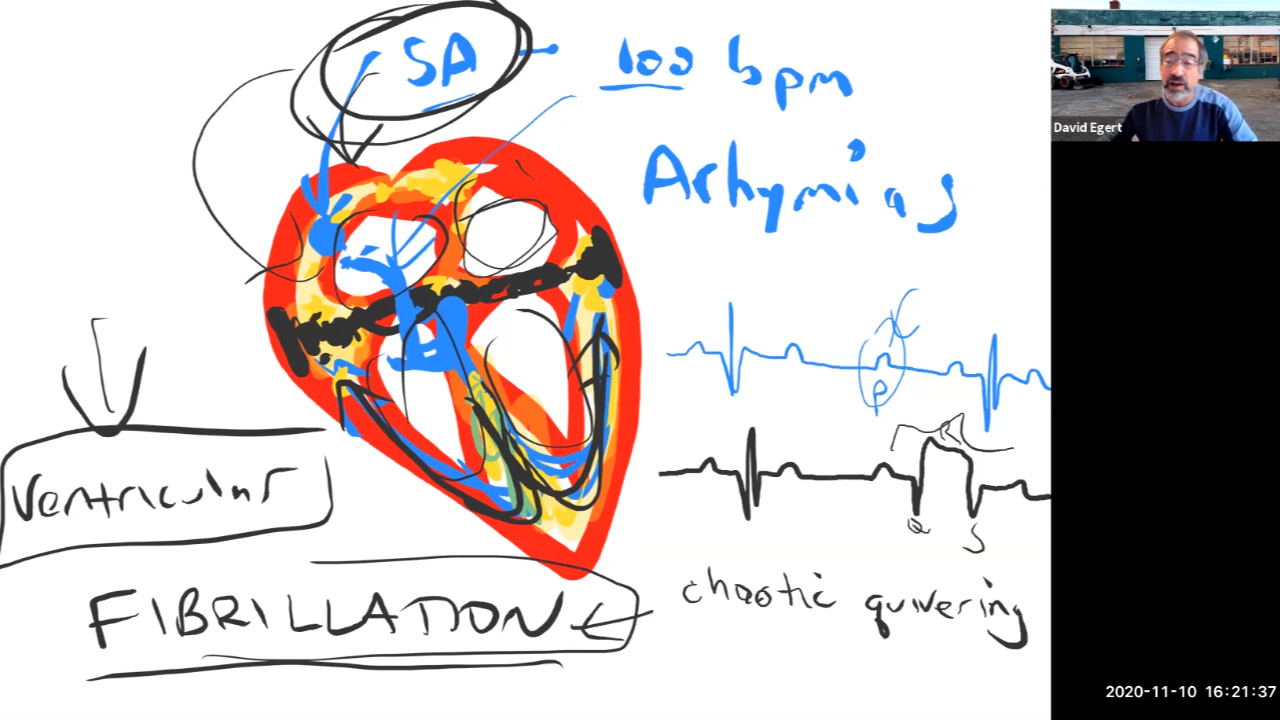 SA
100 bpm
Arhymias
David Egert
P
Q
S
Ventricular
FIBRILLATION
chaotic quivering
2020-11-10 16:21:37